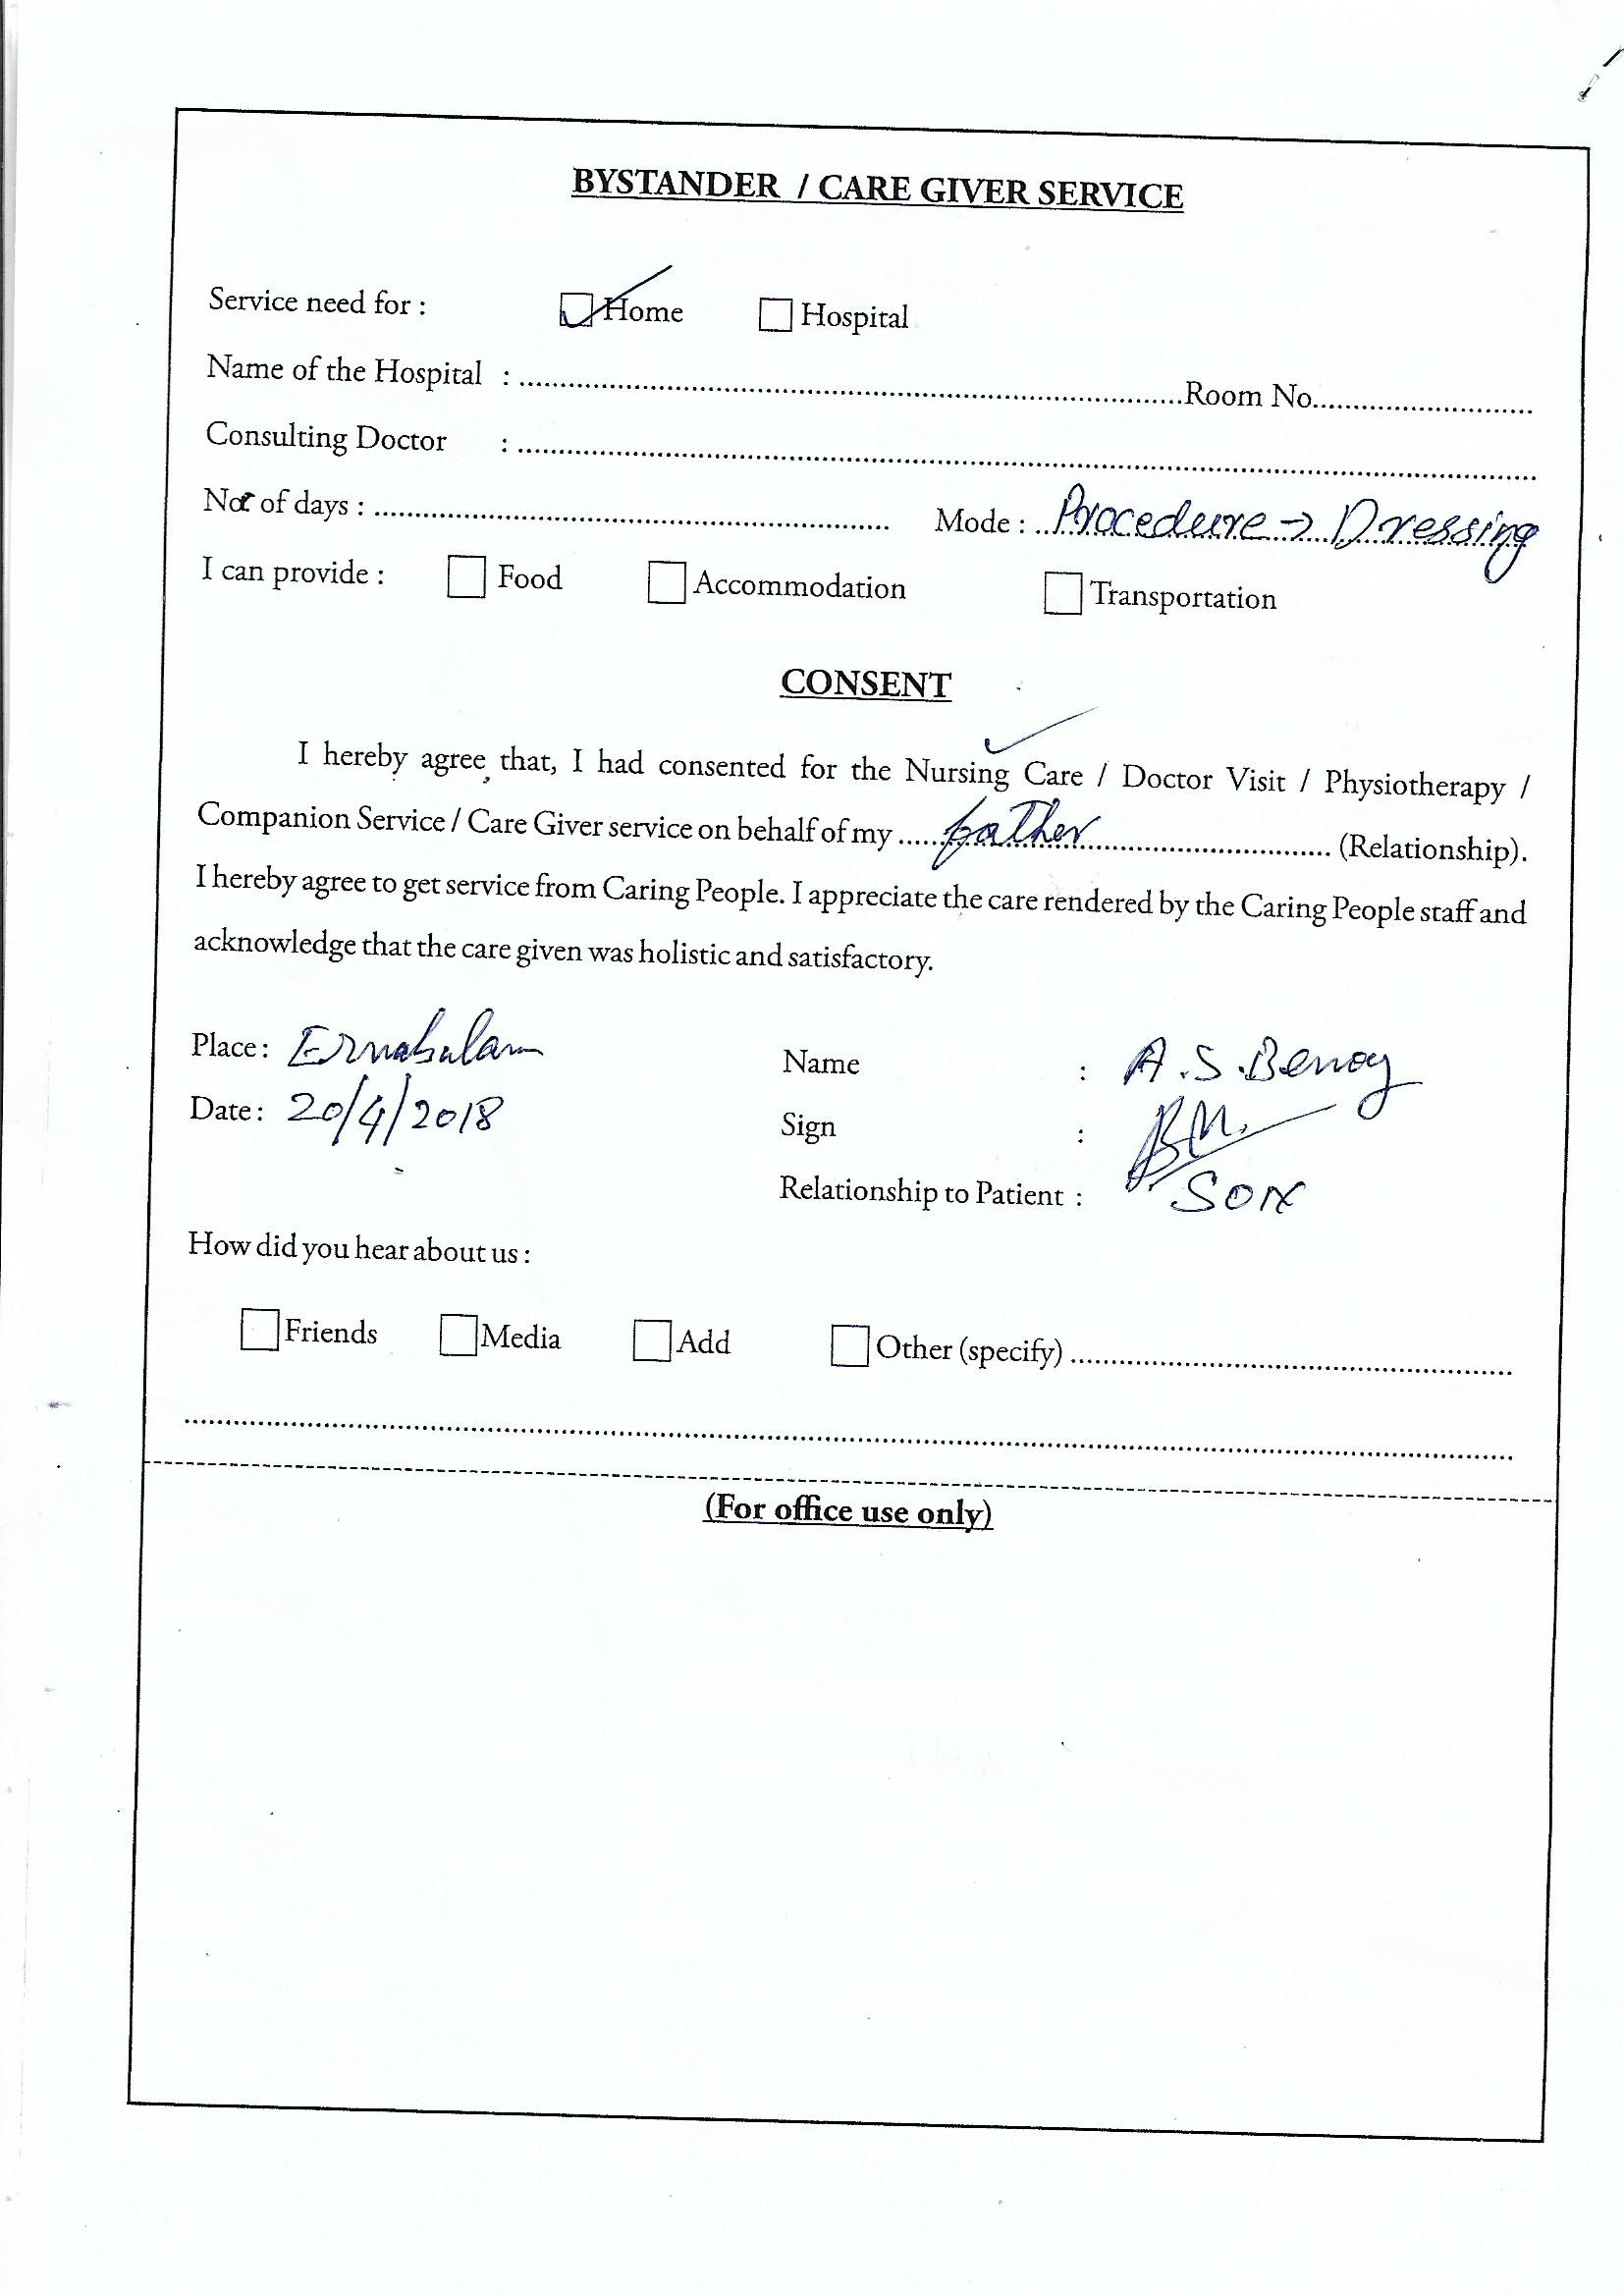 BYSTANDER / CARE GIVER SERVICE
Service need for : Home Hospital
Name of the Hospital : ........................ Room No........................
Consulting Doctor : ........................
No of days : ........................ Mode : Procedure → Dressing
I can provide : Food Accommodation Transportation
CONSENT
I hereby agree that, I had consented for the Nursing Care / Doctor Visit / Physiotherapy /
Companion Service / Care Giver service on behalf of my ..... father ..... (Relationship).
I hereby agree to get service from Caring People. I appreciate the care rendered by the Caring People staff and
acknowledge that the care given was holistic and satisfactory.
Place : Ernakulam
Date : 20/4/2018
Name : A.S. Benoy
Sign :
Relationship to Patient : Son
How did you hear about us :
Friends Media Add Other (specify) ........................
(For office use only)